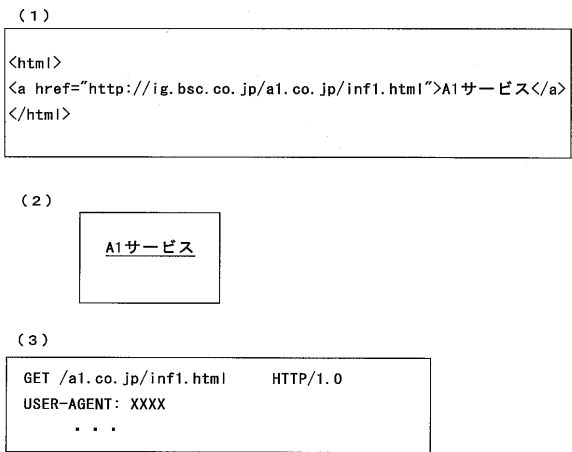 (1)
<html>
<a href="http://ig.bsc.co.jp/a1.co.jp/inf1.html">A1サービス</a>
</html>
(2)
A1サービス
(3)
GET /a1.co.jp/inf1.html HTTP/1.0
USER-AGENT: XXXX
・・・